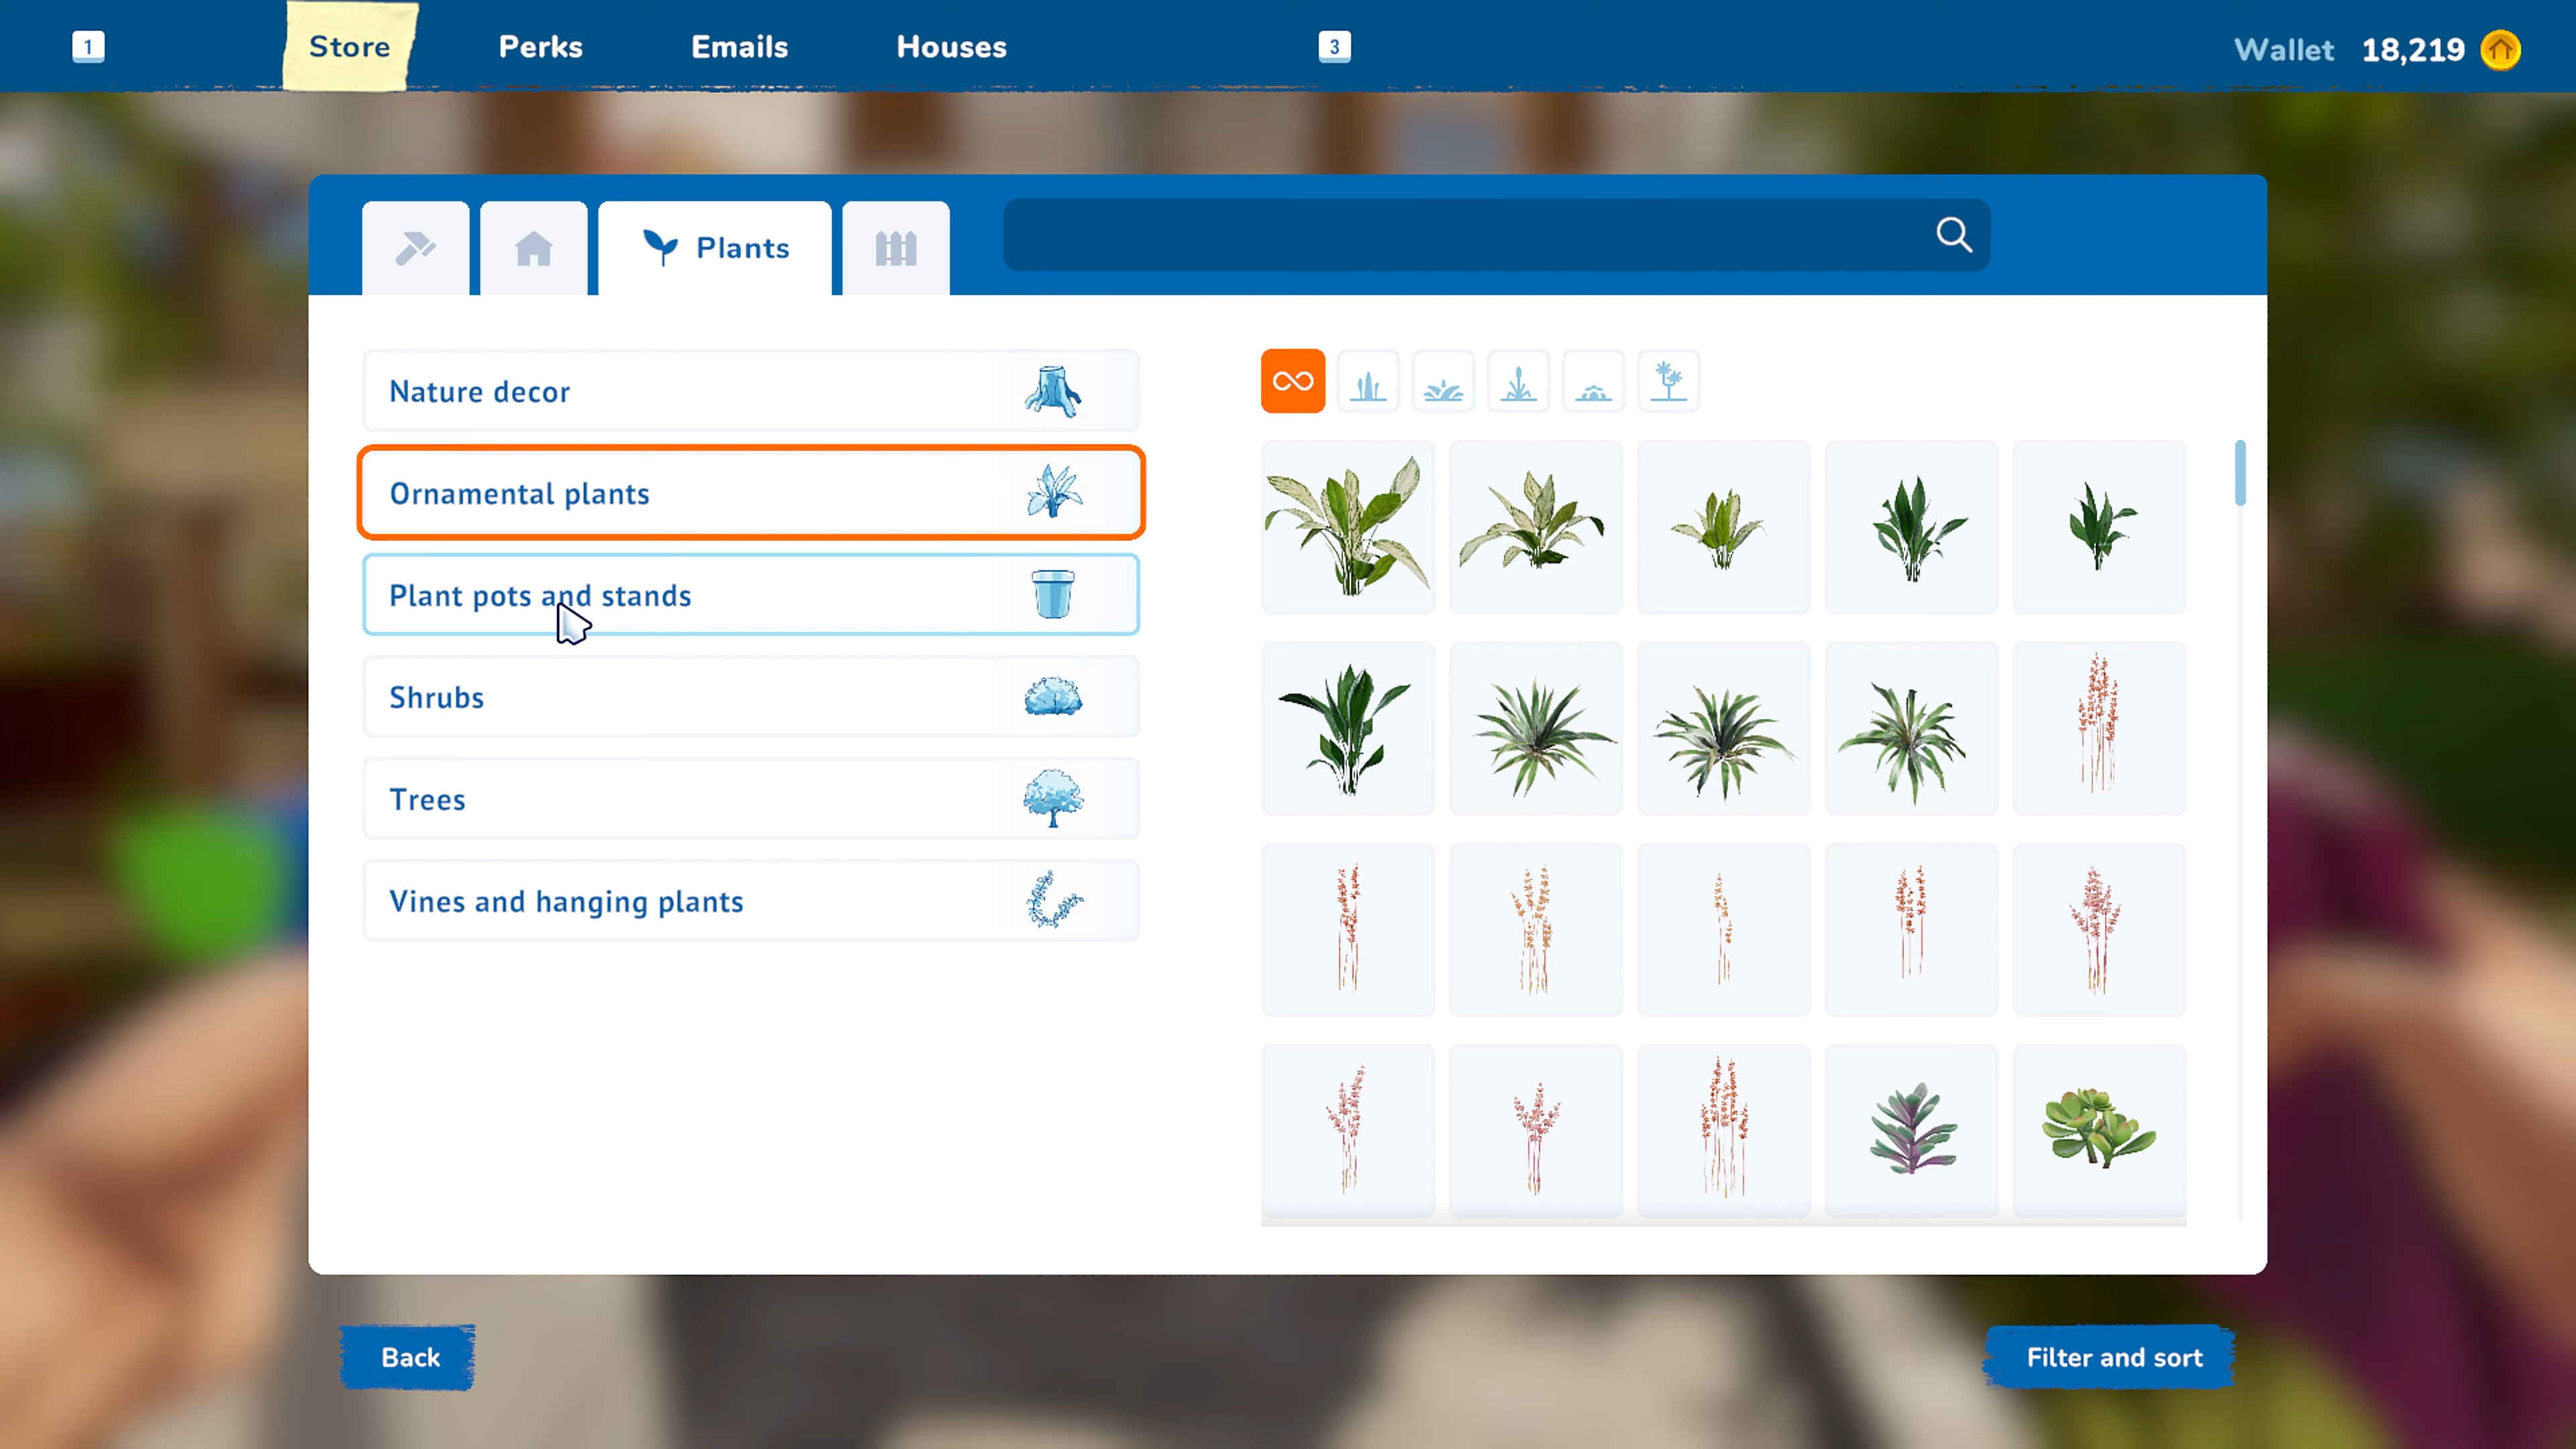 1
Store
Perks
Emails
Houses
3
Wallet 18,219
Plants
Nature decor
Ornamental plants
Plant pots and stands
Shrubs
Trees
Vines and hanging plants
Back
Filter and sort